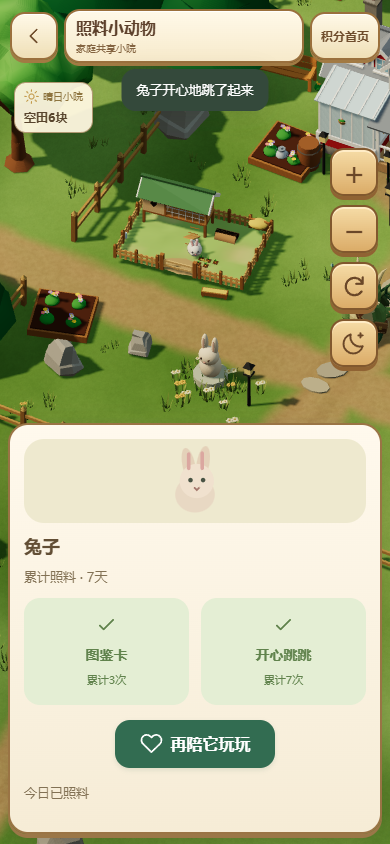 照料小动物
家庭共享小院
积分首页
兔子开心地跳了起来
晴日小院
空田6块
兔子
累计照料 · 7天
图鉴卡
累计3次
开心跳跳
累计7次
再陪它玩玩
今日已照料